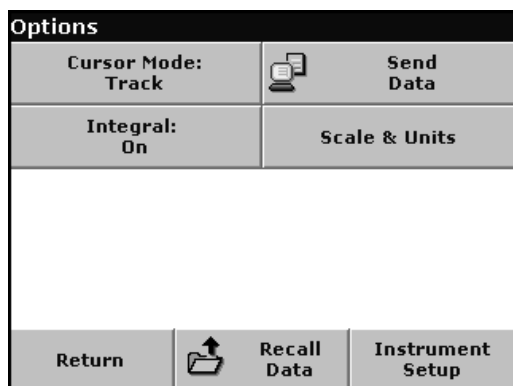 Options
Cursor Mode:
Track
Send
Data
Integral:
On
Scale & Units
Return
Recall
Data
Instrument
Setup